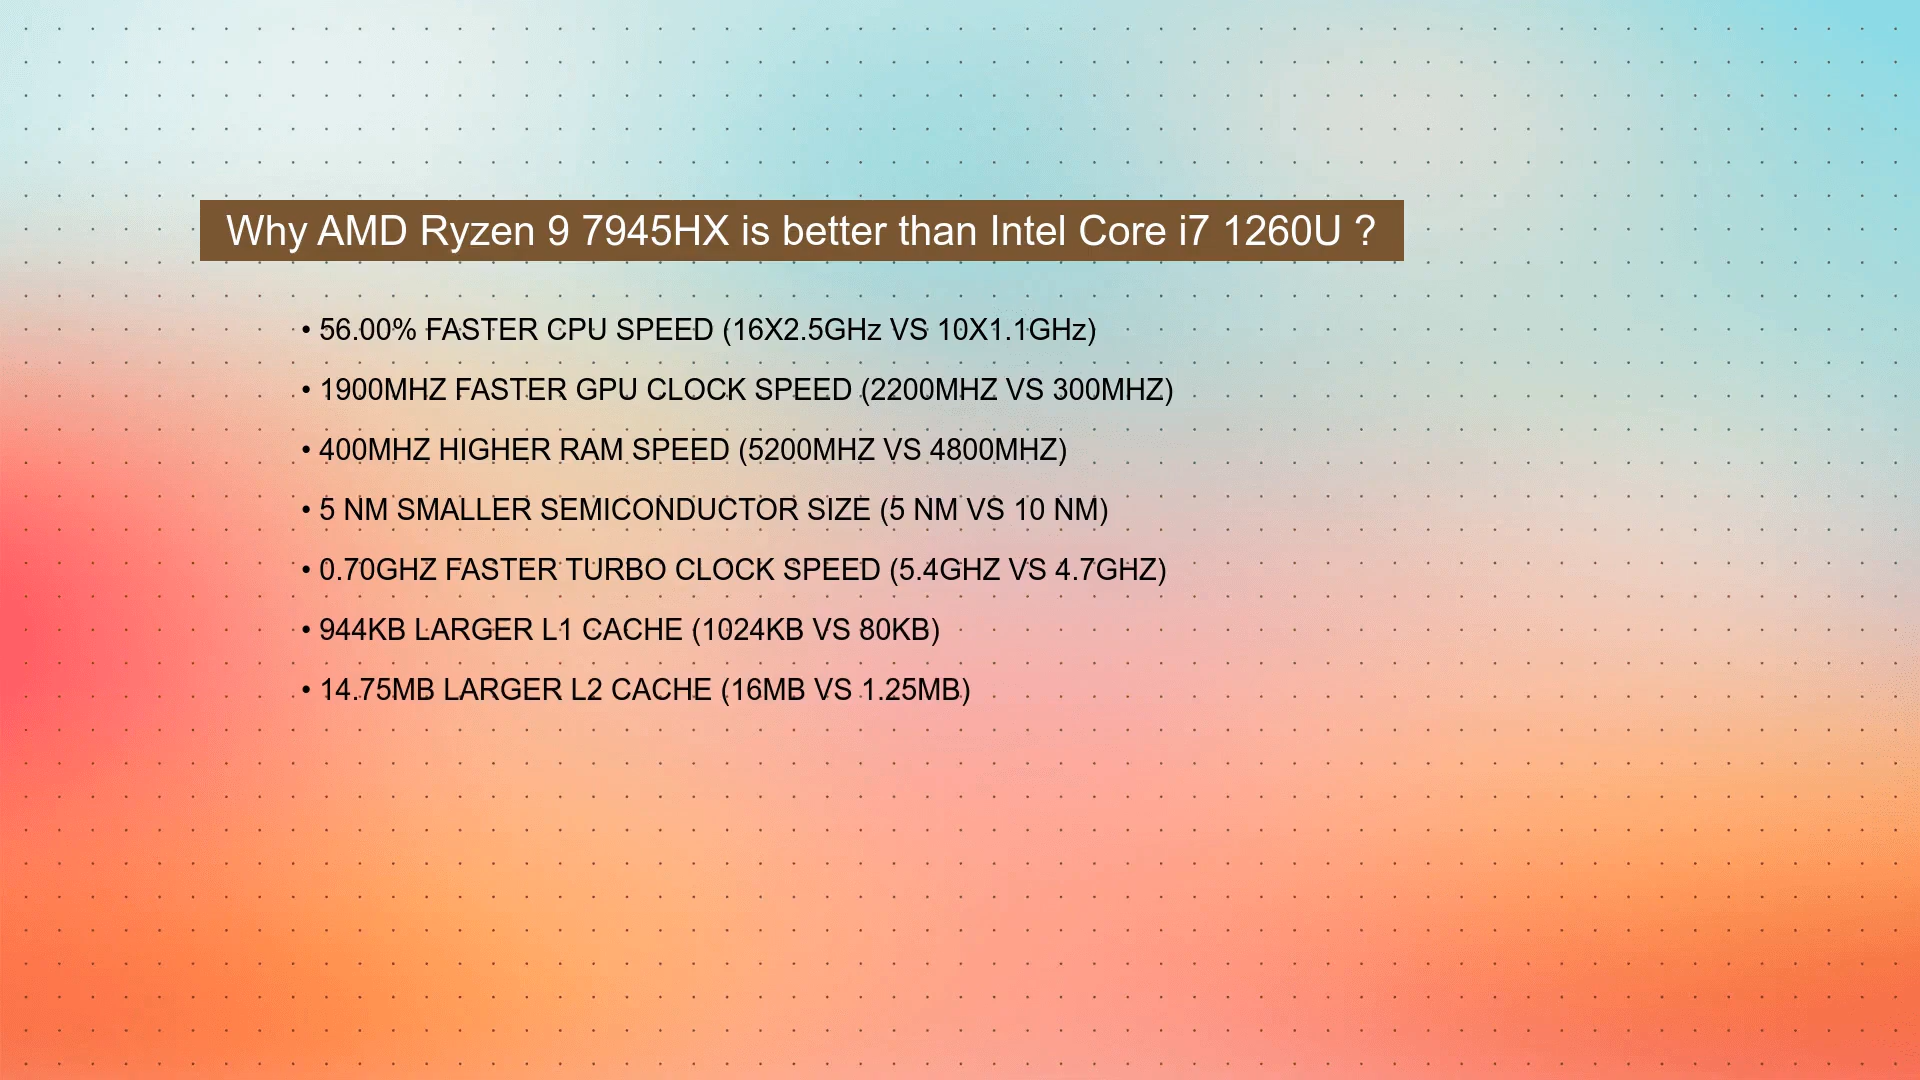 Why AMD Ryzen 9 7945HX is better than Intel Core i7 1260U ?
• 56.00% FASTER CPU SPEED (16X2.5GHz VS 10X1.1GHz)
• 1900MHZ FASTER GPU CLOCK SPEED (2200MHZ VS 300MHZ)
• 400MHZ HIGHER RAM SPEED (5200MHZ VS 4800MHZ)
• 5 NM SMALLER SEMICONDUCTOR SIZE (5 NM VS 10 NM)
• 0.70GHZ FASTER TURBO CLOCK SPEED (5.4GHZ VS 4.7GHZ)
• 944KB LARGER L1 CACHE (1024KB VS 80KB)
• 14.75MB LARGER L2 CACHE (16MB VS 1.25MB)